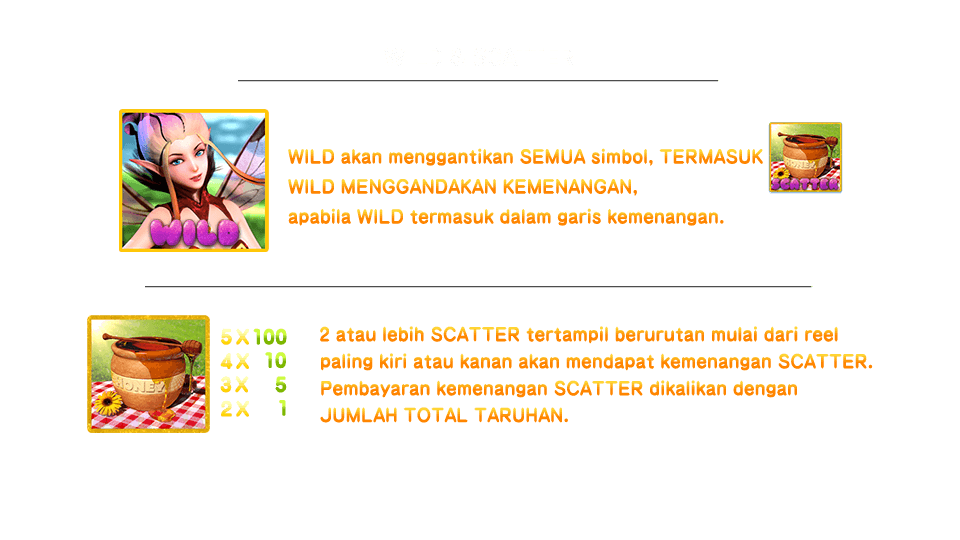 WILD akan menggantikan SEMUA simbol, TERMASUK
SCATTER
WILD MENGGANDAKAN KEMENANGAN,
apabila WILD termasuk dalam garis kemenangan.
WILD
5X100
4X 10
3X 5
2X 1
HONEY
2 atau lebih SCATTER tertampil berurutan mulai dari reel
paling kiri atau kanan akan mendapat kemenangan SCATTER.
Pembayaran kemenangan SCATTER dikalikan dengan
JUMLAH TOTAL TARUHAN.